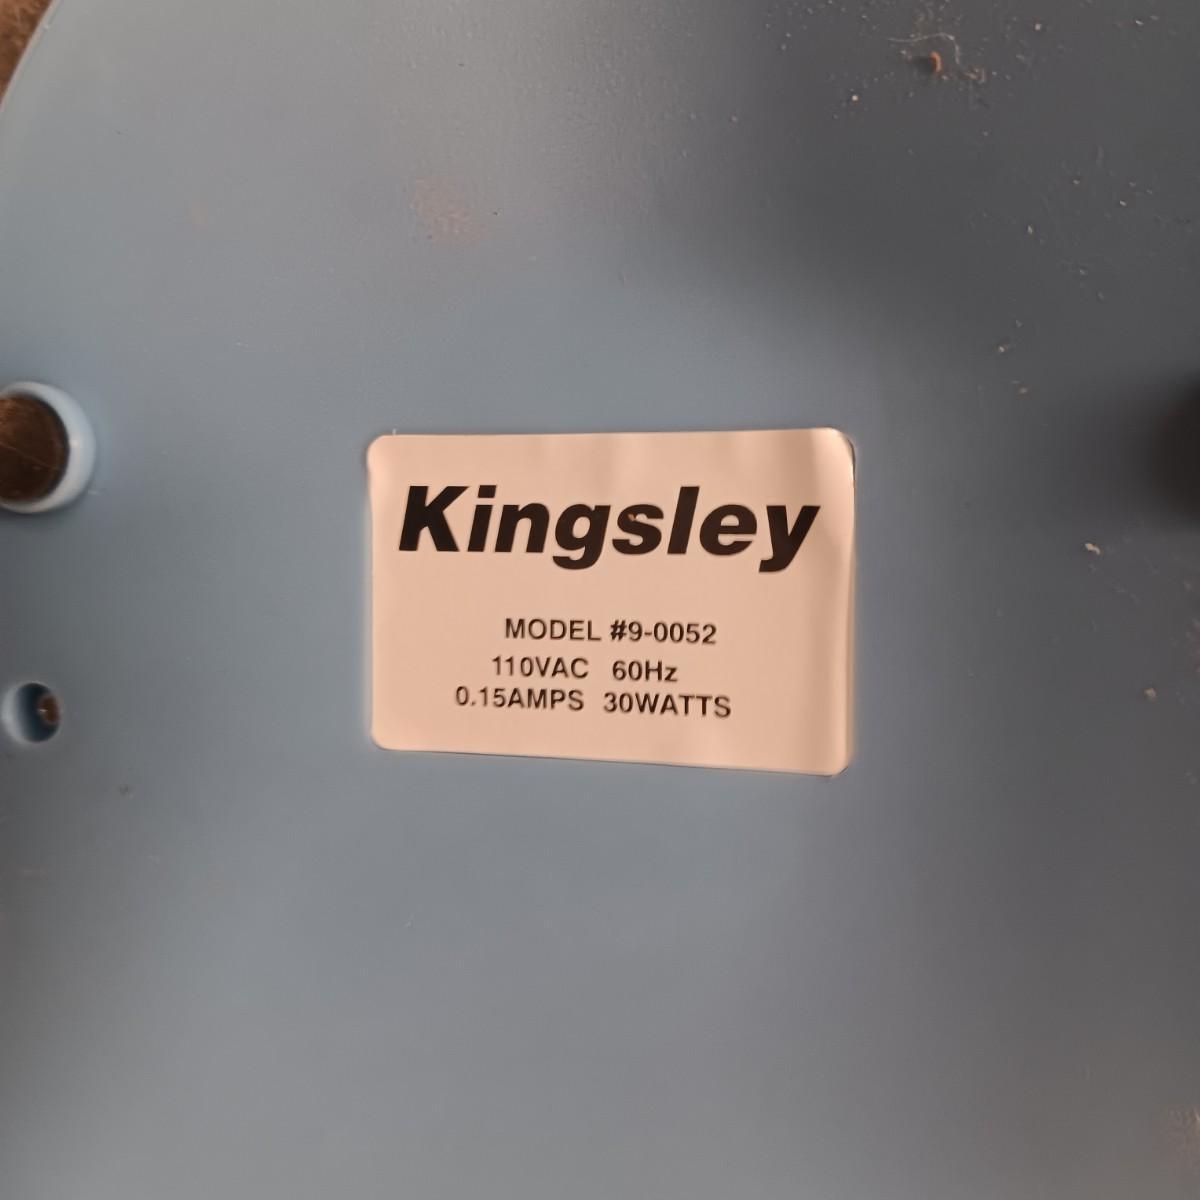 Kingsley
MODEL #9-0052
110VAC 60Hz
0.15AMPS 30WATTS